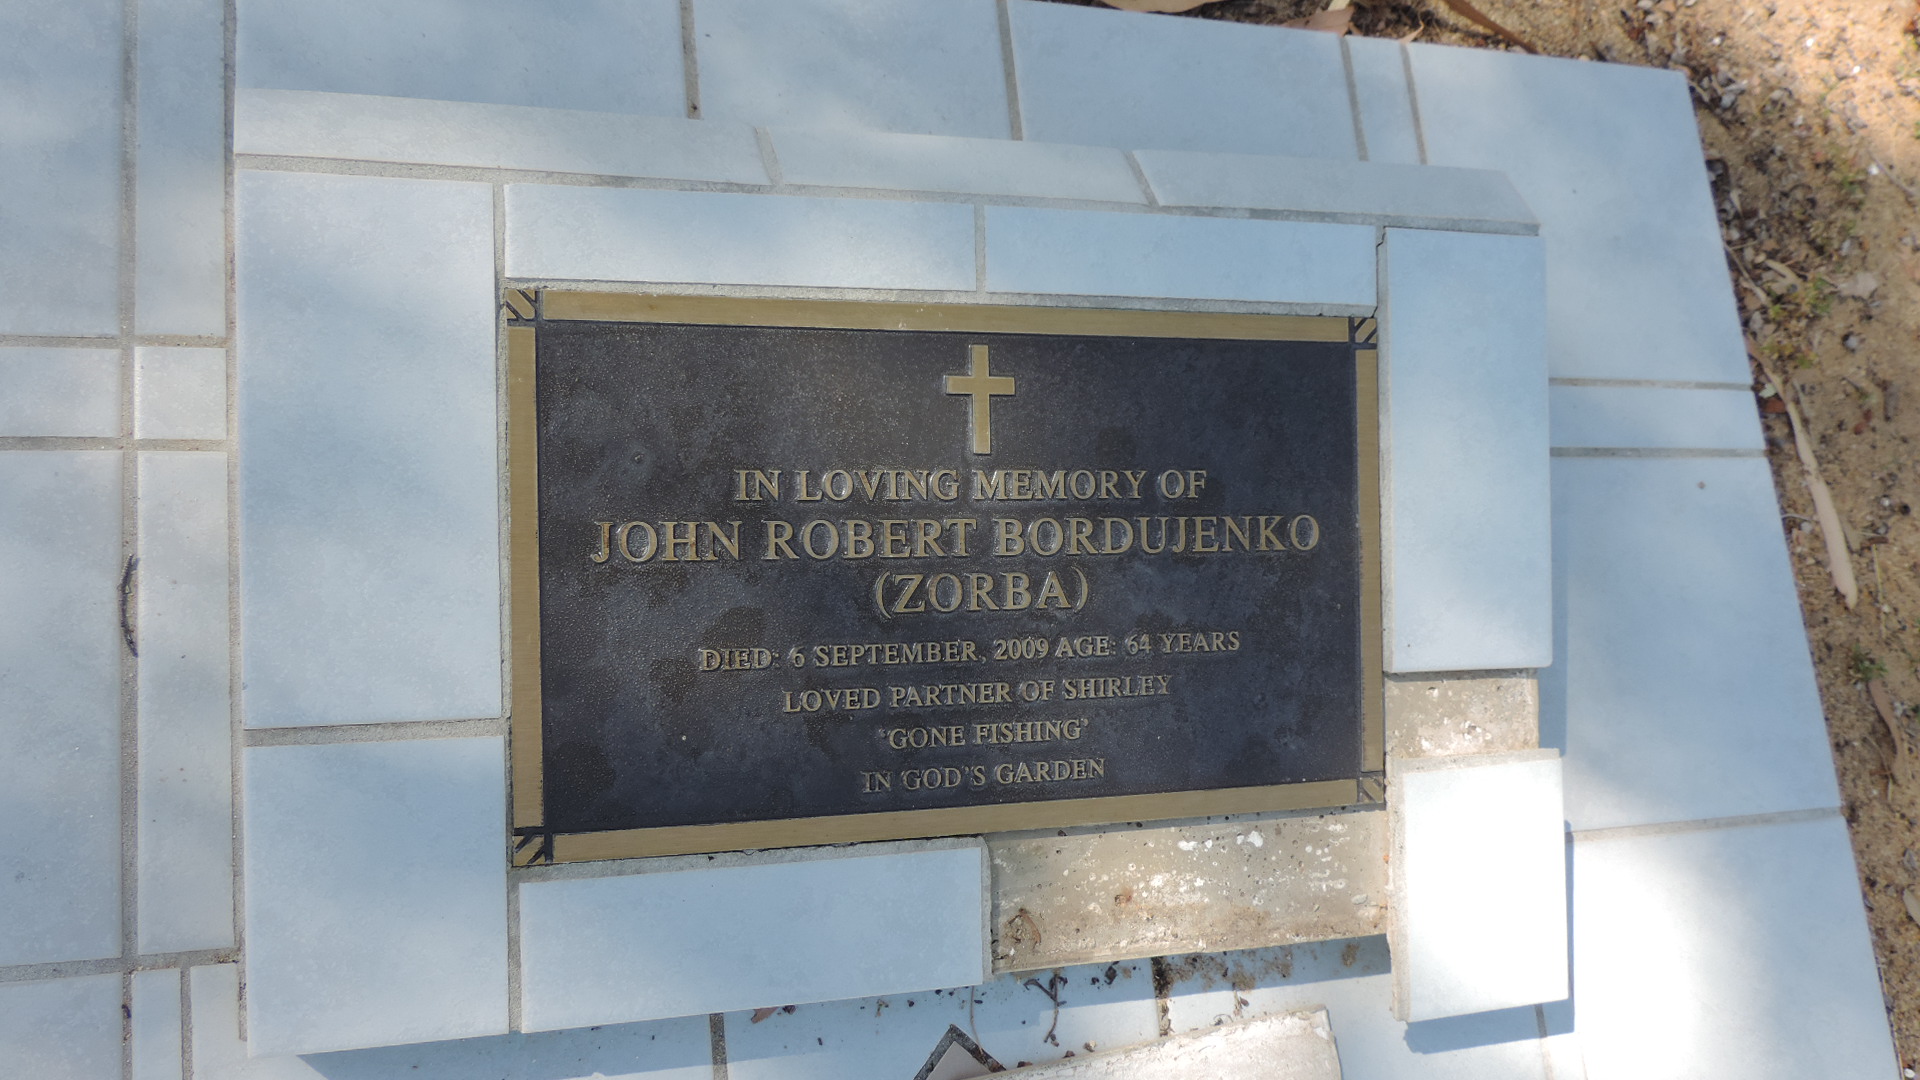 IN LOVING MEMORY OF
JOHN ROBERT BORDUJENKO
(ZORBA)
DIED: 6 SEPTEMBER, 2009 AGE: 64 YEARS
LOVED PARTNER OF SHIRLEY
'GONE FISHING'
IN GOD'S GARDEN